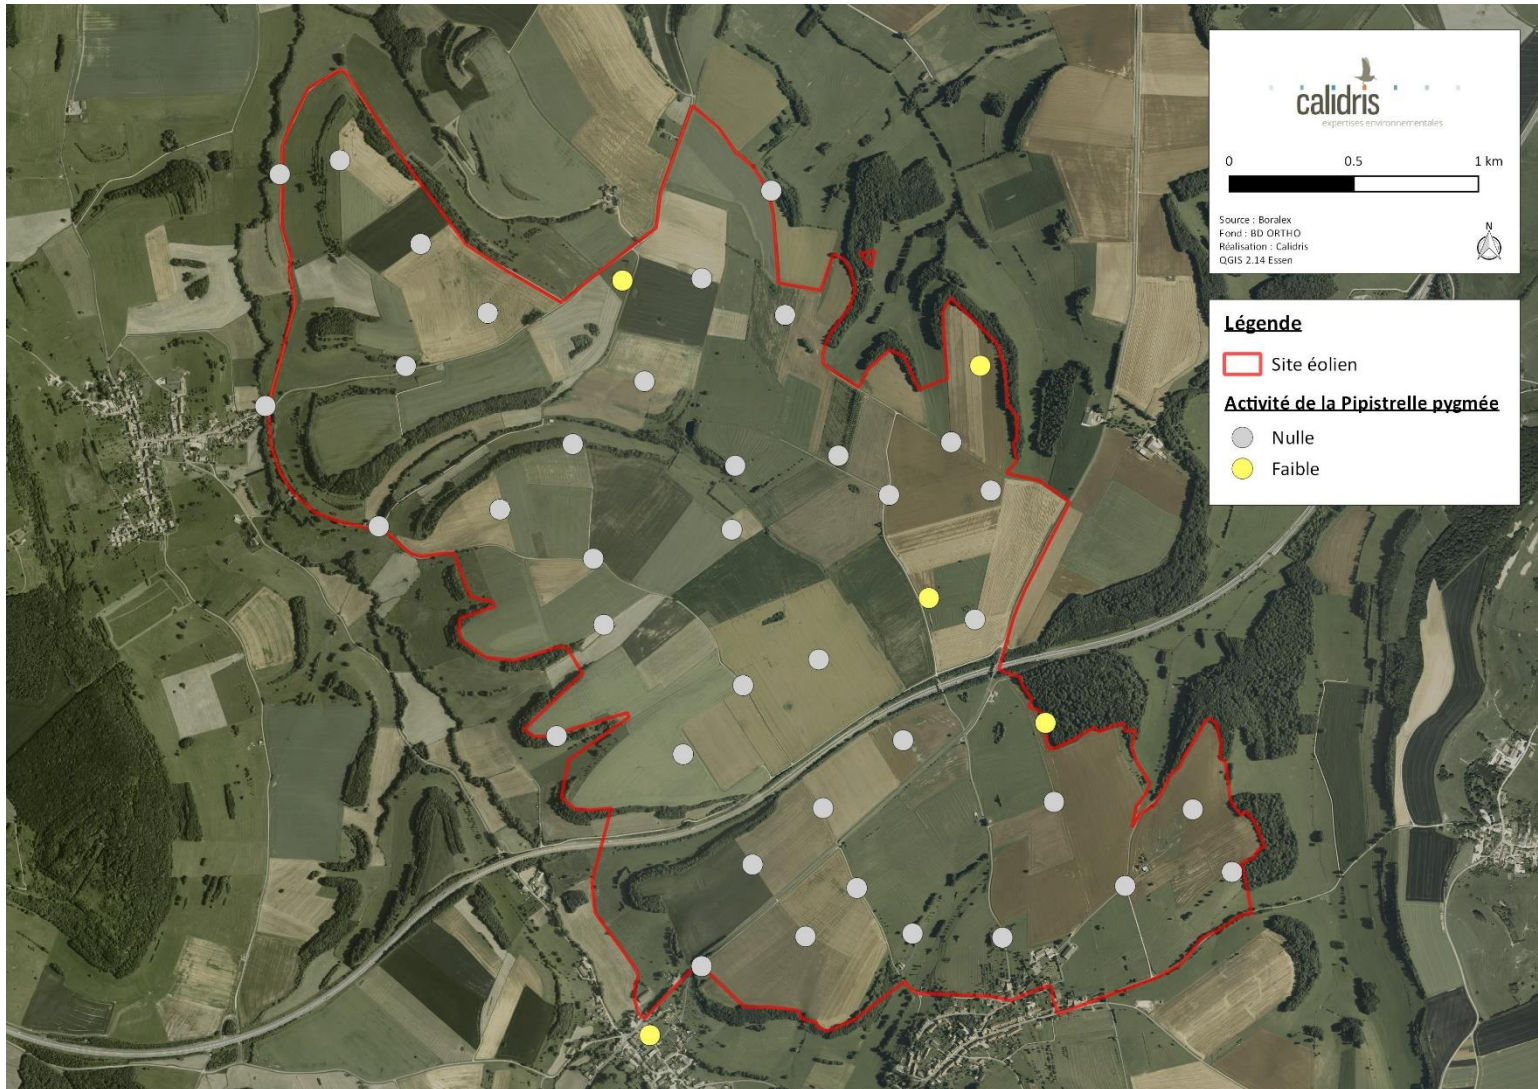 calidris
expertises environnementales
0 0.5 1 km
Source : Boralex
Fond : BD ORTHO
Réalisation : Calidris
QGIS 2.14 Essen
N
Légende
Site éolien
Activité de la Pipistrelle pygmée
Nulle
Faible